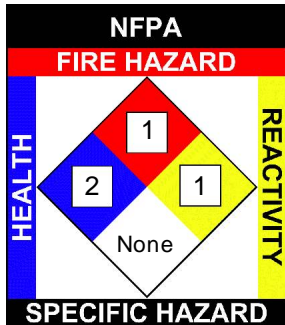 NFPA
FIRE HAZARD
HEALTH
1
2
1
None
REACTIVITY
SPECIFIC HAZARD